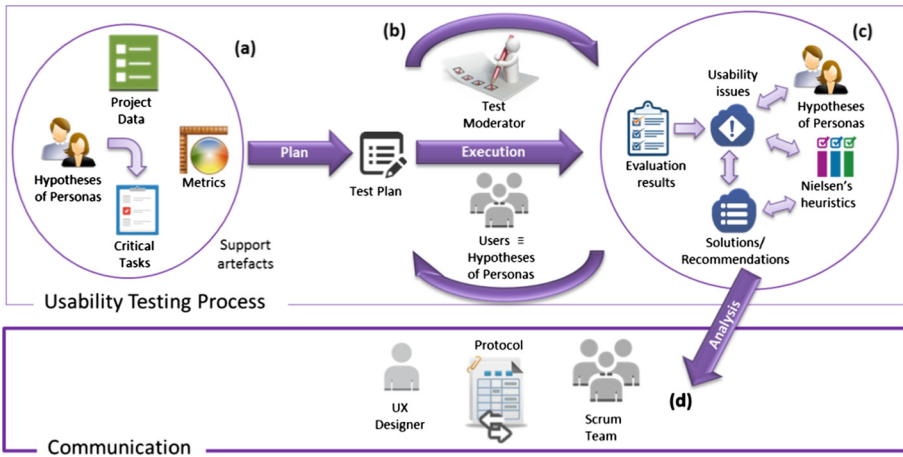 (a)
Project
Data
Hypotheses
of Personas
Metrics
Critical
Tasks
Support
artefacts
Plan
Test Plan
(b)
Test
Moderator
Execution
Users ≡
Hypotheses
of Personas
(c)
Usability
issues
Hypotheses
of Personas
Evaluation
results
Nielsen's
heuristics
Solutions/
Recommendations
Usability Testing Process
Analysis
Protocol
UX
Designer
Scrum
Team
(d)
Communication